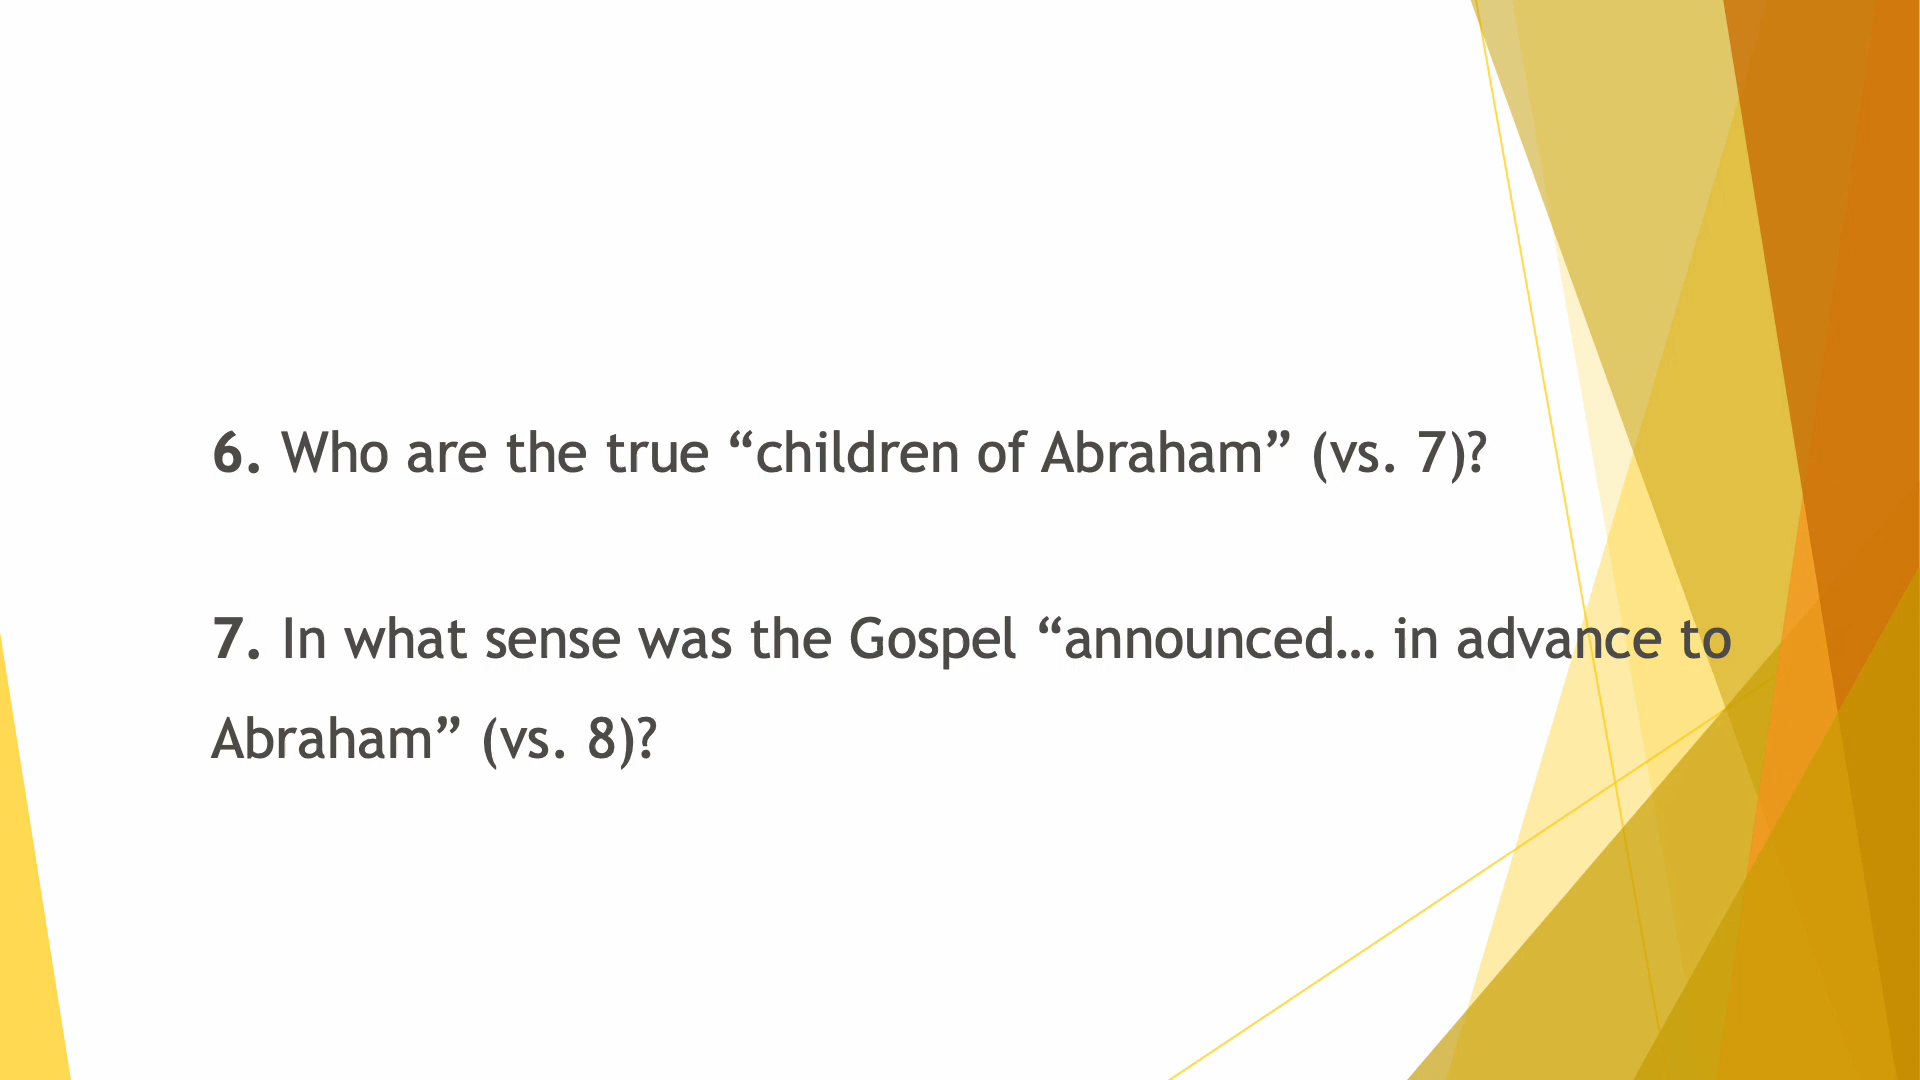 6. Who are the true “children of Abraham” (vs. 7)?
7. In what sense was the Gospel “announced… in advance to
Abraham” (vs. 8)?